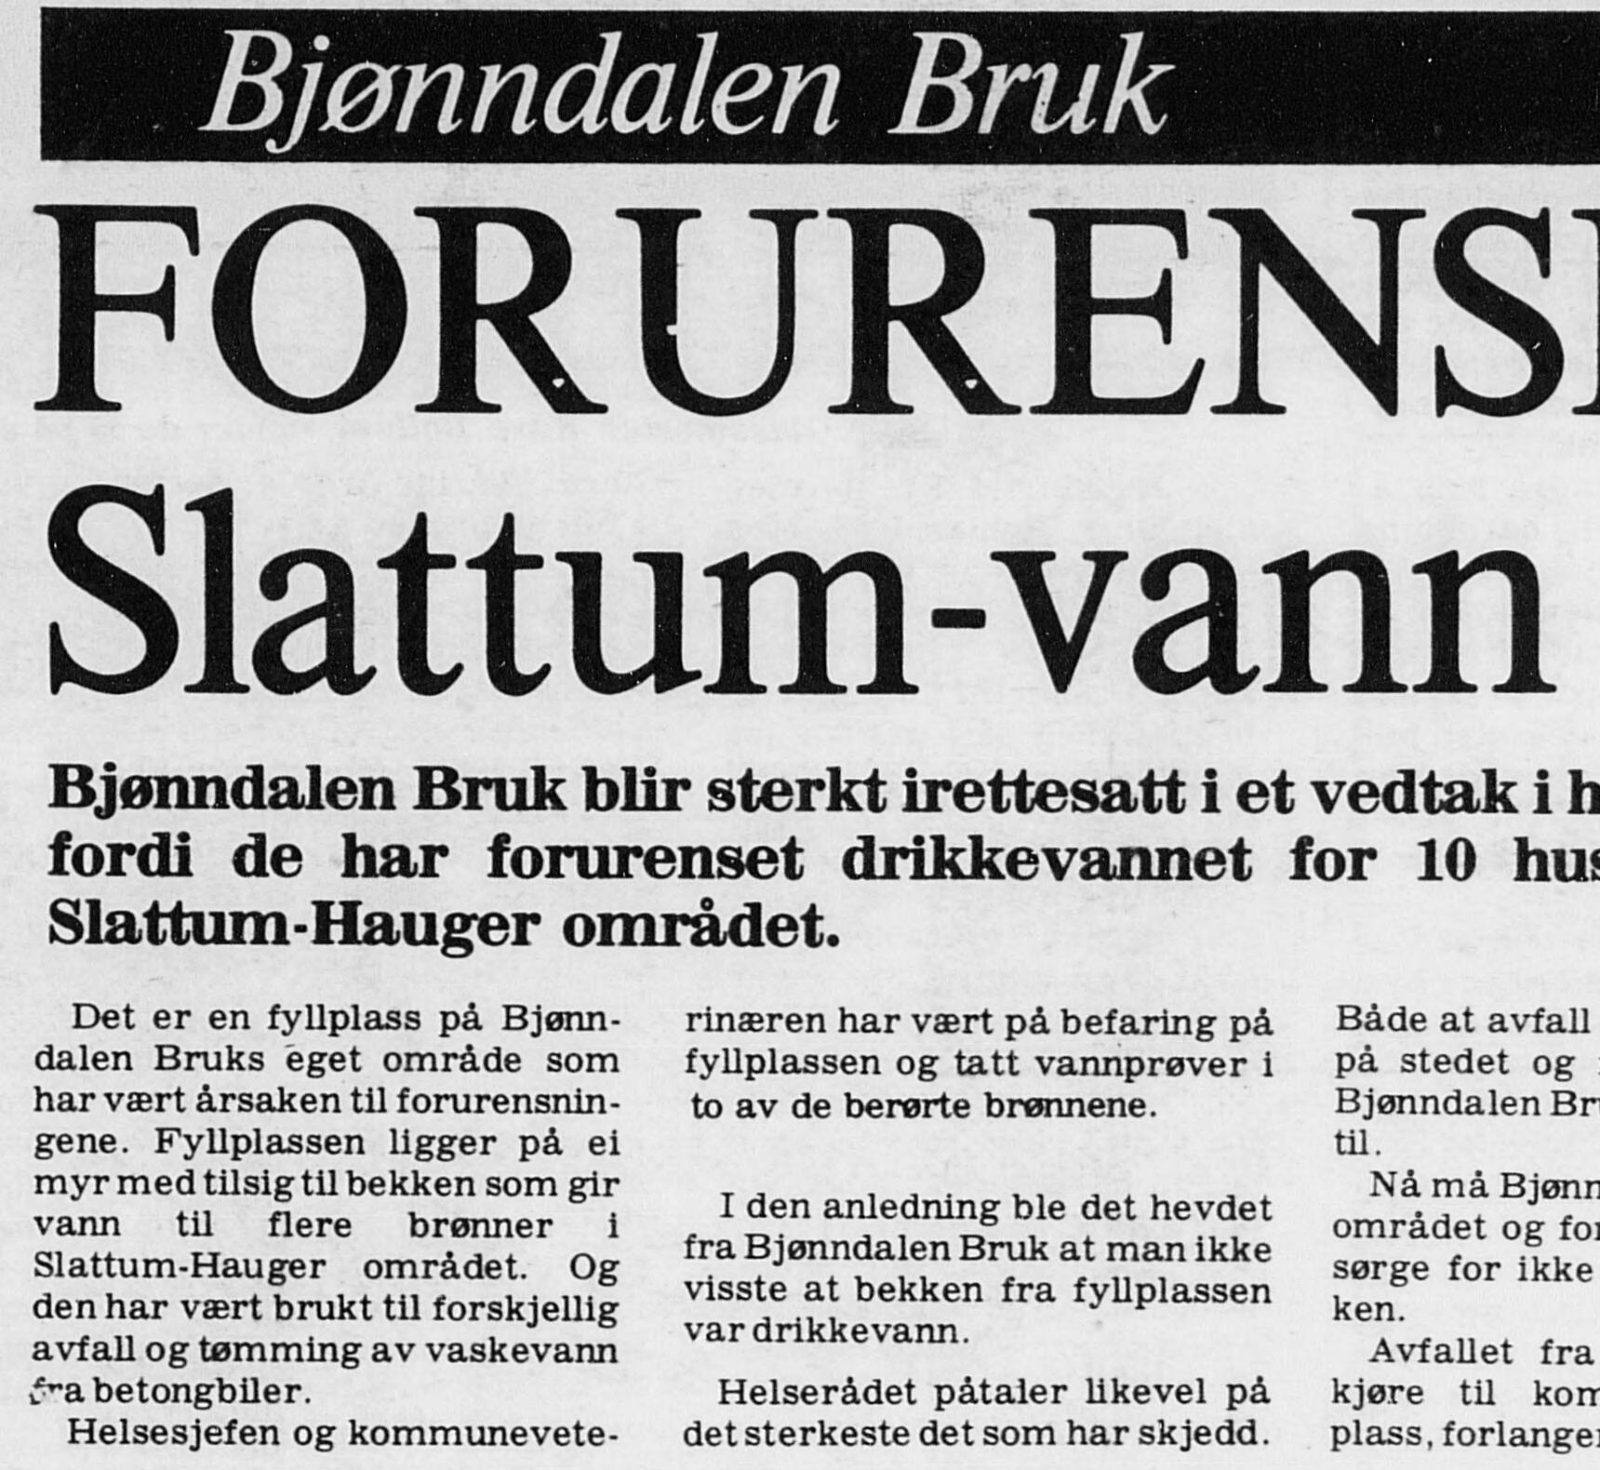 Bjønndalen Bruk
FORURENS
Slattum-vann
Bjønndalen Bruk blir sterkt irettesatt i et vedtak i h
fordi de har forurenset drikkevannet for 10 hus
Slattum-Hauger området.
Det er en fyllplass på Bjønn-
dalen Bruks eget område som
har vært årsaken til forurensnin-
gene. Fyllplassen ligger på ei
myr med tilsig til bekken som gir
vann til flere brønner i
Slattum-Hauger området. Og
den har vært brukt til forskjellig
avfall og tømming av vaskevann
fra betongbiler.
Helsesjefen og kommunevete-
rinæren har vært på befaring på
fyllplassen og tatt vannprøver i
to av de berørte brønnene.
I den anledning ble det hevdet
fra Bjønndalen Bruk at man ikke
visste at bekken fra fyllplassen
var drikkevann.
Helserådet påtaler likevel på
det sterkeste det som har skjedd.
Både at avfall
på stedet og
Bjønndalen Br
til.
Nå må Bjønn
området og for
sørge for ikke
ken.
Avfallet fra
kjøre til kom
plass, forlanger